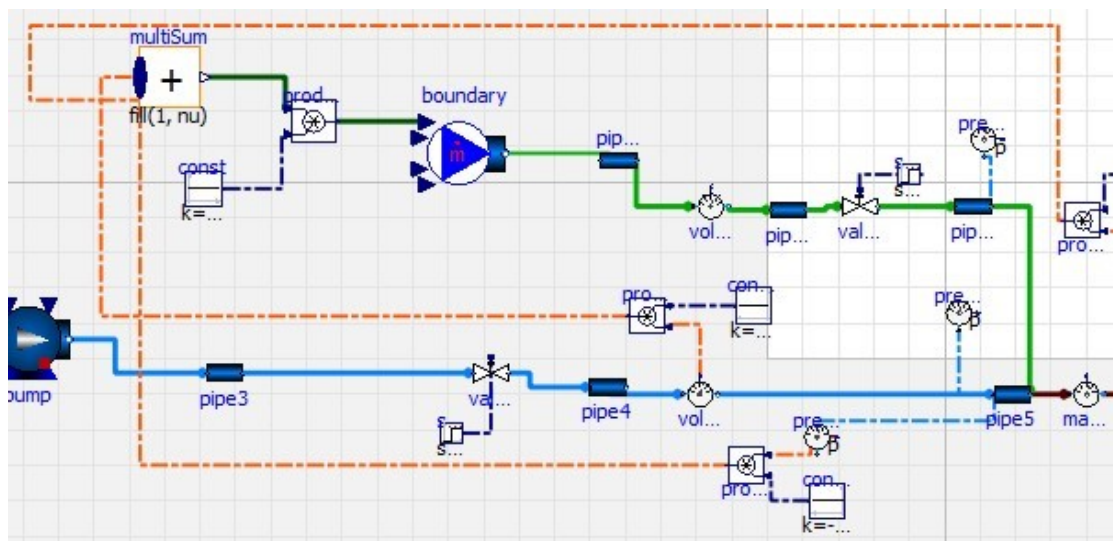 multiSum
fill(1, nu)
prod
const
k=...
boundary
ṁ
pip...
vol...
pip...
s...
val...
pre...
p
pip...
pro...
pro...
con...
k=...
pre...
p
pump
pipe3
va...
s...
pipe4
vol...
pipe5
ma...
pre...
p
pro...
con...
k=-...